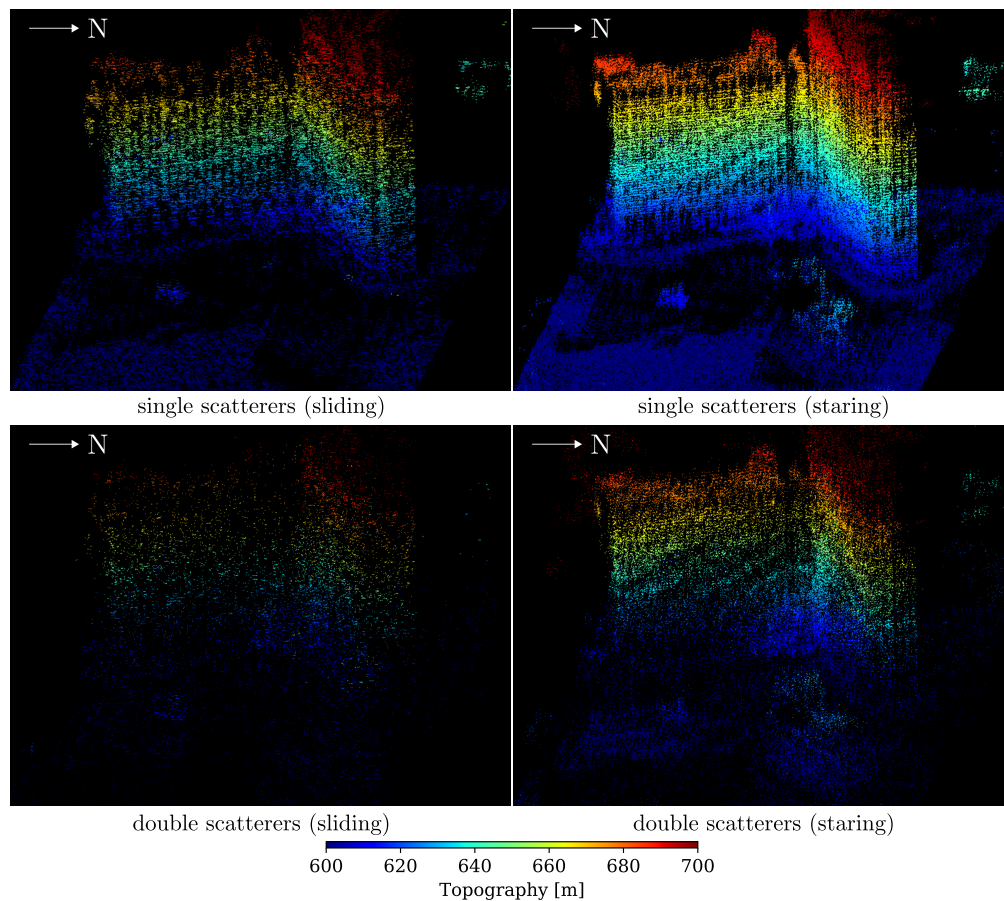 N
N
single scatterers (sliding)
single scatterers (staring)
N
N
double scatterers (sliding)
double scatterers (staring)
600 620 640 660 680 700
Topography [m]